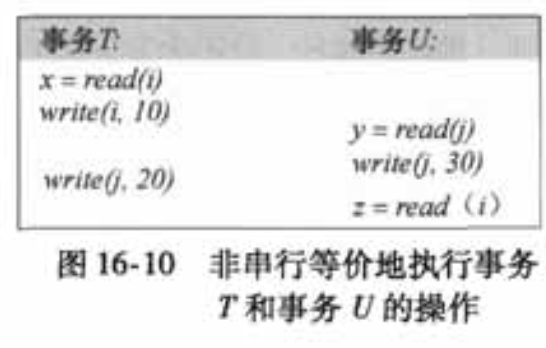 事务T: 事务U:
x = read(i)
write(i, 10)
y = read(j)
write(j, 30)
write(j, 20)
z = read（i）
图 16-10 非串行等价地执行事务
T 和事务 U 的操作